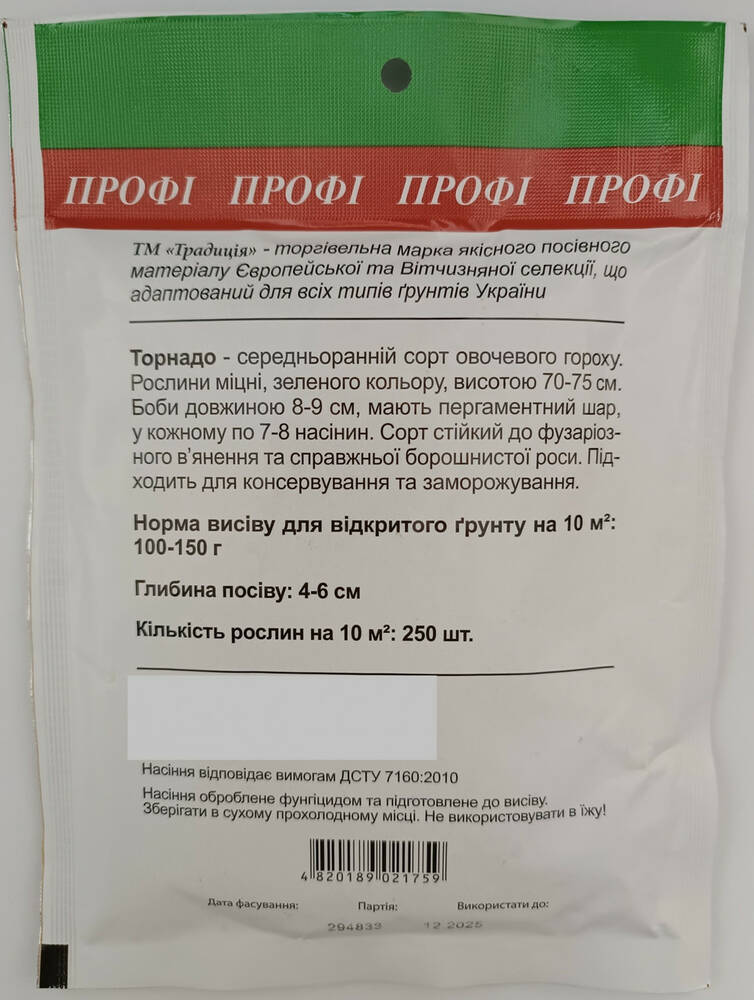 ПРОФІ ПРОФІ ПРОФІ ПРОФІ
ТМ «Традиція» - торгівельна марка якісного посівного
матеріалу Європейської та Вітчизняної селекції, що
адаптований для всіх типів ґрунтів України
Торнадо - середньоранній сорт овочевого гороху.
Рослини міцні, зеленого кольору, висотою 70-75 см.
Боби довжиною 8-9 см, мають пергаментний шар,
у кожному по 7-8 насінин. Сорт стійкий до фузаріоз-
ного в’янення та справжньої борошнистої роси. Під-
ходить для консервування та заморожування.
Норма висіву для відкритого ґрунту на 10 м²:
100-150 г
Глибина посіву: 4-6 см
Кількість рослин на 10 м²: 250 шт.
Насіння відповідає вимогам ДСТУ 7160:2010
Насіння оброблене фунгіцидом та підготовлене до висіву.
Зберігати в сухому прохолодному місці. Не використовувати в їжу!
4 820189 021759
Дата фасування: Партія: Використати до:
294833 12.2025